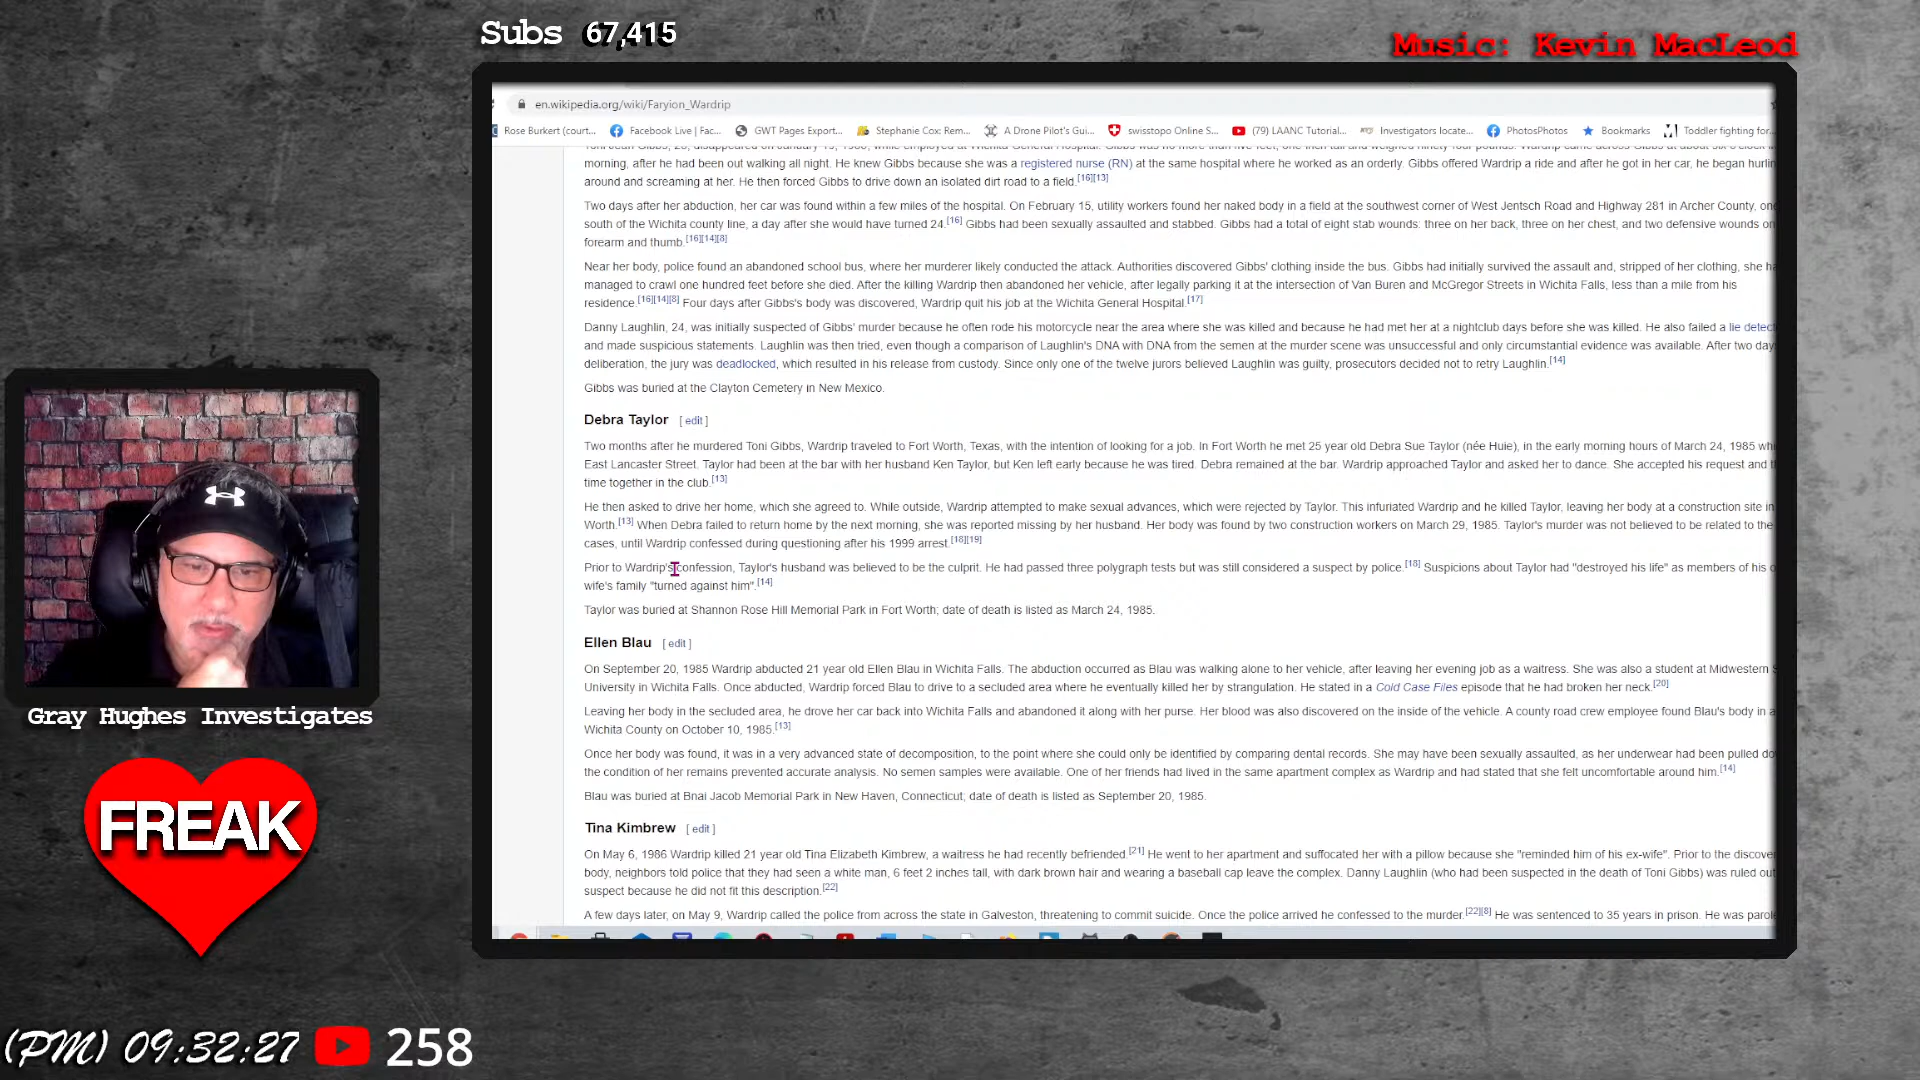 Subs 67,415
Music: Kevin MacLeod
en.wikipedia.org/wiki/Faryion_Wardrip
Rose Burkert (court... Facebook Live | Fac... GWT Pages Export... Stephanie Cox: Rem... A Drone Pilot's Gui... swisstopo Online S... (79) LAANC Tutorial... Investigators locate... PhotosPhotos Bookmarks Toddler fighting for...
morning, after he had been out walking all night. He knew Gibbs because she was a registered nurse (RN) at the same hospital where he worked as an orderly. Gibbs offered Wardrip a ride and after he got in her car, he began hurlin
around and screaming at her. He then forced Gibbs to drive down an isolated dirt road to a field.[16][13]
Two days after her abduction, her car was found within a few miles of the hospital. On February 15, utility workers found her naked body in a field at the southwest corner of West Jentsch Road and Highway 281 in Archer County, one
south of the Wichita county line, a day after she would have turned 24.[16] Gibbs had been sexually assaulted and stabbed. Gibbs had a total of eight stab wounds: three on her back, three on her chest, and two defensive wounds on
forearm and thumb.[16][14][8]
Near her body, police found an abandoned school bus, where her murderer likely conducted the attack. Authorities discovered Gibbs' clothing inside the bus. Gibbs had initially survived the assault and, stripped of her clothing, she ha
managed to crawl one hundred feet before she died. After the killing Wardrip then abandoned her vehicle, after legally parking it at the intersection of Van Buren and McGregor Streets in Wichita Falls, less than a mile from his
residence.[16][14][8] Four days after Gibbs's body was discovered, Wardrip quit his job at the Wichita General Hospital.[17]
Danny Laughlin, 24, was initially suspected of Gibbs' murder because he often rode his motorcycle near the area where she was killed and because he had met her at a nightclub days before she was killed. He also failed a lie detect
and made suspicious statements. Laughlin was then tried, even though a comparison of Laughlin's DNA with DNA from the semen at the murder scene was unsuccessful and only circumstantial evidence was available. After two day
deliberation, the jury was deadlocked, which resulted in his release from custody. Since only one of the twelve jurors believed Laughlin was guilty, prosecutors decided not to retry Laughlin.[14]
Gibbs was buried at the Clayton Cemetery in New Mexico.
Debra Taylor [ edit ]
Two months after he murdered Toni Gibbs, Wardrip traveled to Fort Worth, Texas, with the intention of looking for a job. In Fort Worth he met 25 year old Debra Sue Taylor (née Huie), in the early morning hours of March 24, 1985 wh
East Lancaster Street. Taylor had been at the bar with her husband Ken Taylor, but Ken left early because he was tired. Debra remained at the bar. Wardrip approached Taylor and asked her to dance. She accepted his request and t
time together in the club.[13]
He then asked to drive her home, which she agreed to. While outside, Wardrip attempted to make sexual advances, which were rejected by Taylor. This infuriated Wardrip and he killed Taylor, leaving her body at a construction site in
Worth.[13] When Debra failed to return home by the next morning, she was reported missing by her husband. Her body was found by two construction workers on March 29, 1985. Taylor's murder was not believed to be related to the
cases, until Wardrip confessed during questioning after his 1999 arrest.[18][19]
Prior to Wardrip's confession, Taylor's husband was believed to be the culprit. He had passed three polygraph tests but was still considered a suspect by police.[18] Suspicions about Taylor had "destroyed his life" as members of his o
wife's family "turned against him".[14]
Taylor was buried at Shannon Rose Hill Memorial Park in Fort Worth; date of death is listed as March 24, 1985.
Ellen Blau [ edit ]
On September 20, 1985 Wardrip abducted 21 year old Ellen Blau in Wichita Falls. The abduction occurred as Blau was walking alone to her vehicle, after leaving her evening job as a waitress. She was also a student at Midwestern S
University in Wichita Falls. Once abducted, Wardrip forced Blau to drive to a secluded area where he eventually killed her by strangulation. He stated in a Cold Case Files episode that he had broken her neck.[20]
Leaving her body in the secluded area, he drove her car back into Wichita Falls and abandoned it along with her purse. Her blood was also discovered on the inside of the vehicle. A county road crew employee found Blau's body in a
Wichita County on October 10, 1985.[13]
Once her body was found, it was in a very advanced state of decomposition, to the point where she could only be identified by comparing dental records. She may have been sexually assaulted, as her underwear had been pulled do
the condition of her remains prevented accurate analysis. No semen samples were available. One of her friends had lived in the same apartment complex as Wardrip and had stated that she felt uncomfortable around him.[14]
Blau was buried at Bnai Jacob Memorial Park in New Haven, Connecticut; date of death is listed as September 20, 1985.
Tina Kimbrew [ edit ]
On May 6, 1986 Wardrip killed 21 year old Tina Elizabeth Kimbrew, a waitress he had recently befriended.[21] He went to her apartment and suffocated her with a pillow because she "reminded him of his ex-wife". Prior to the discover
body, neighbors told police that they had seen a white man, 6 feet 2 inches tall, with dark brown hair and wearing a baseball cap leave the complex. Danny Laughlin (who had been suspected in the death of Toni Gibbs) was ruled out
suspect because he did not fit this description.[22]
A few days later, on May 9, Wardrip called the police from across the state in Galveston, threatening to commit suicide. Once the police arrived he confessed to the murder.[22][8] He was sentenced to 35 years in prison. He was parole
Gray Hughes Investigates
FREAK
(PM) 09:32:27 258